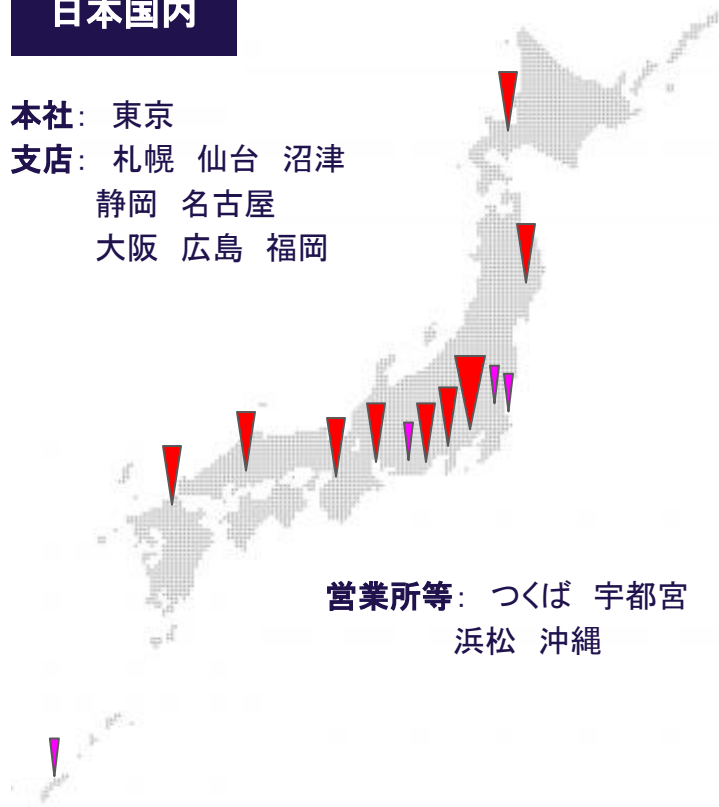 日本国内
本社： 東京
支店： 札幌 仙台 沼津
静岡 名古屋
大阪 広島 福岡
営業所等： つくば 宇都宮
浜松 沖縄